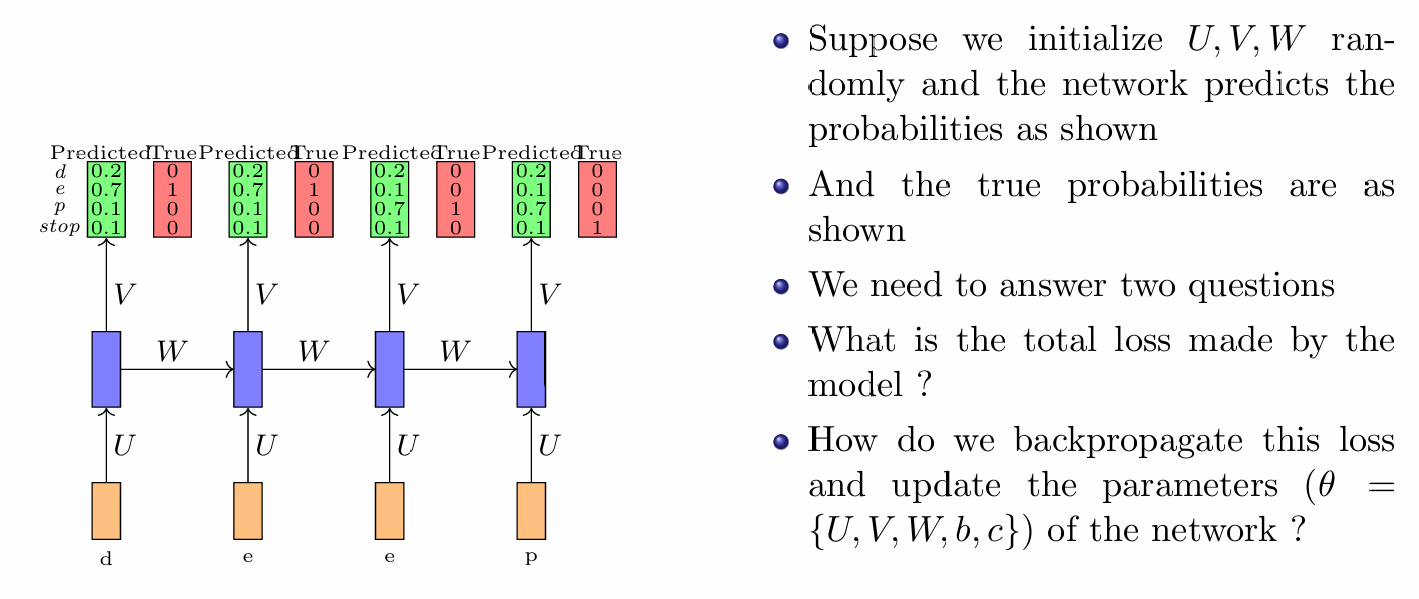 Predicted True Predicted True Predicted True Predicted True
d 0.2 0 0.2 0 0.2 0 0.2 0
e 0.7 1 0.7 1 0.1 0 0.1 0
p 0.1 0 0.1 0 0.7 1 0.7 0
stop 0.1 0 0.1 0 0.1 0 0.1 1
V V V V
W W W
U U U U
d e e p
Suppose we initialize U, V, W ran-
domly and the network predicts the
probabilities as shown
And the true probabilities are as
shown
We need to answer two questions
What is the total loss made by the
model ?
How do we backpropagate this loss
and update the parameters (θ =
{U, V, W, b, c}) of the network ?